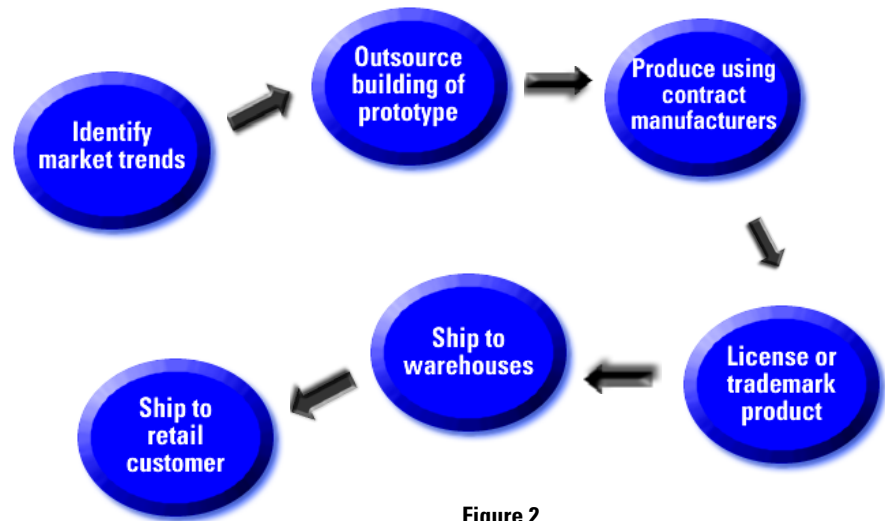 Identify
market trends
Outsource
building of
prototype
Produce using
contract
manufacturers
License or
trademark
product
Ship to
warehouses
Ship to
retail
customer
Figure 2